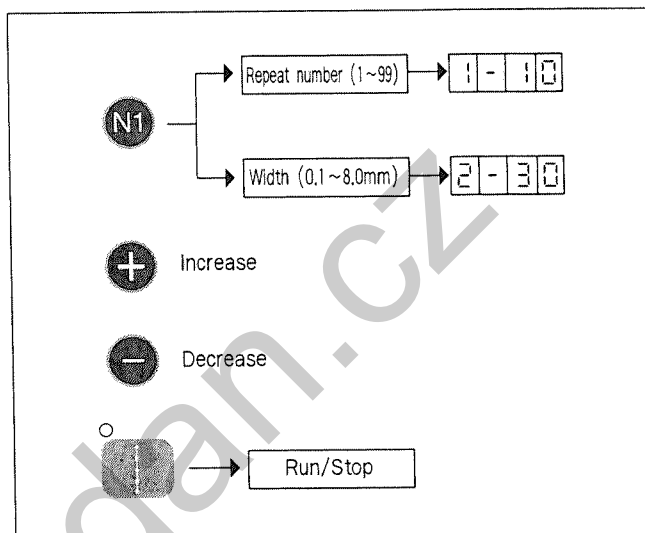 Repeat number (1~99)
1-10
N1
Width (0.1~8.0mm)
2-30
+ Increase
- Decrease
Run/Stop
dan.cz